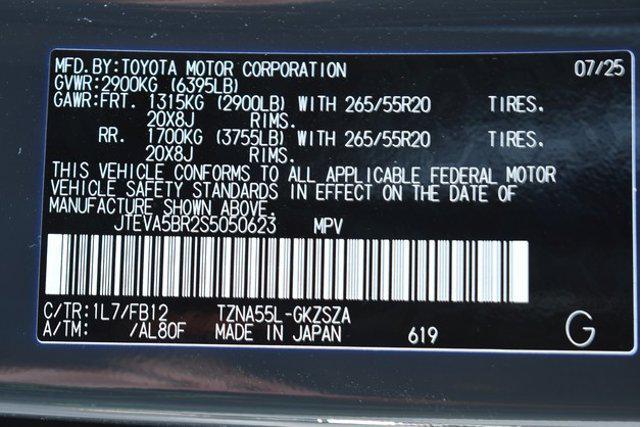 MFD.BY:TOYOTA MOTOR CORPORATION 07/25
GVWR:2900KG (6395LB)
GAWR:FRT. 1315KG (2900LB) WITH 265/55R20 TIRES.
20X8J RIMS.
RR. 1700KG (3755LB) WITH 265/55R20 TIRES.
20X8J RIMS.
THIS VEHICLE CONFORMS TO ALL APPLICABLE FEDERAL MOTOR
VEHICLE SAFETY STANDARDS IN EFFECT ON THE DATE OF
MANUFACTURE SHOWN ABOVE.
JTEVA5BR2S5050623 MPV
C/TR:1L7/FB12 TZNA55L-GKZSZA
A/TM: /AL80F MADE IN JAPAN 619 G